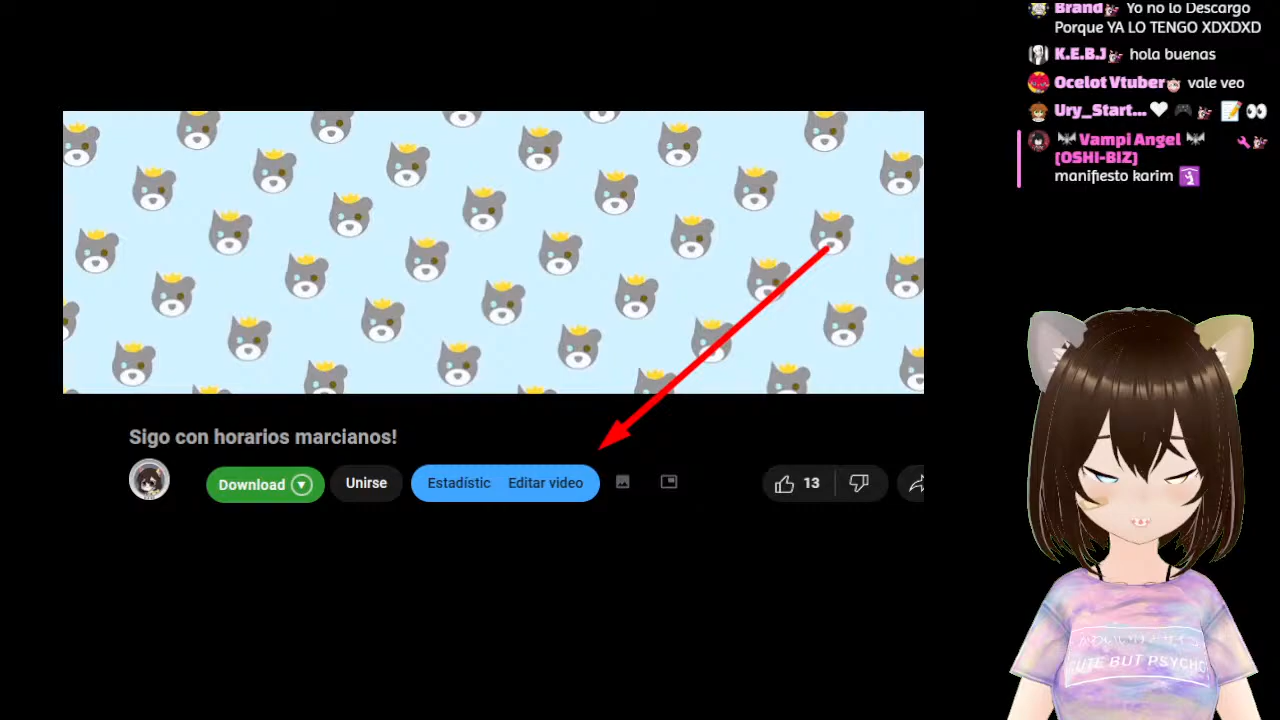 Brand Yo no lo Descargo
Porque YA LO TENGO XDXDXD
K.E.B.J hola buenas
Ocelot Vtuber vale veo
Ury_Start...
Vampi Angel
[OSHI-BIZ]
manifiesto karim
Sigo con horarios marcianos!
Download Unirse Estadístic Editar video 13
CUTE BUT PSYCHO